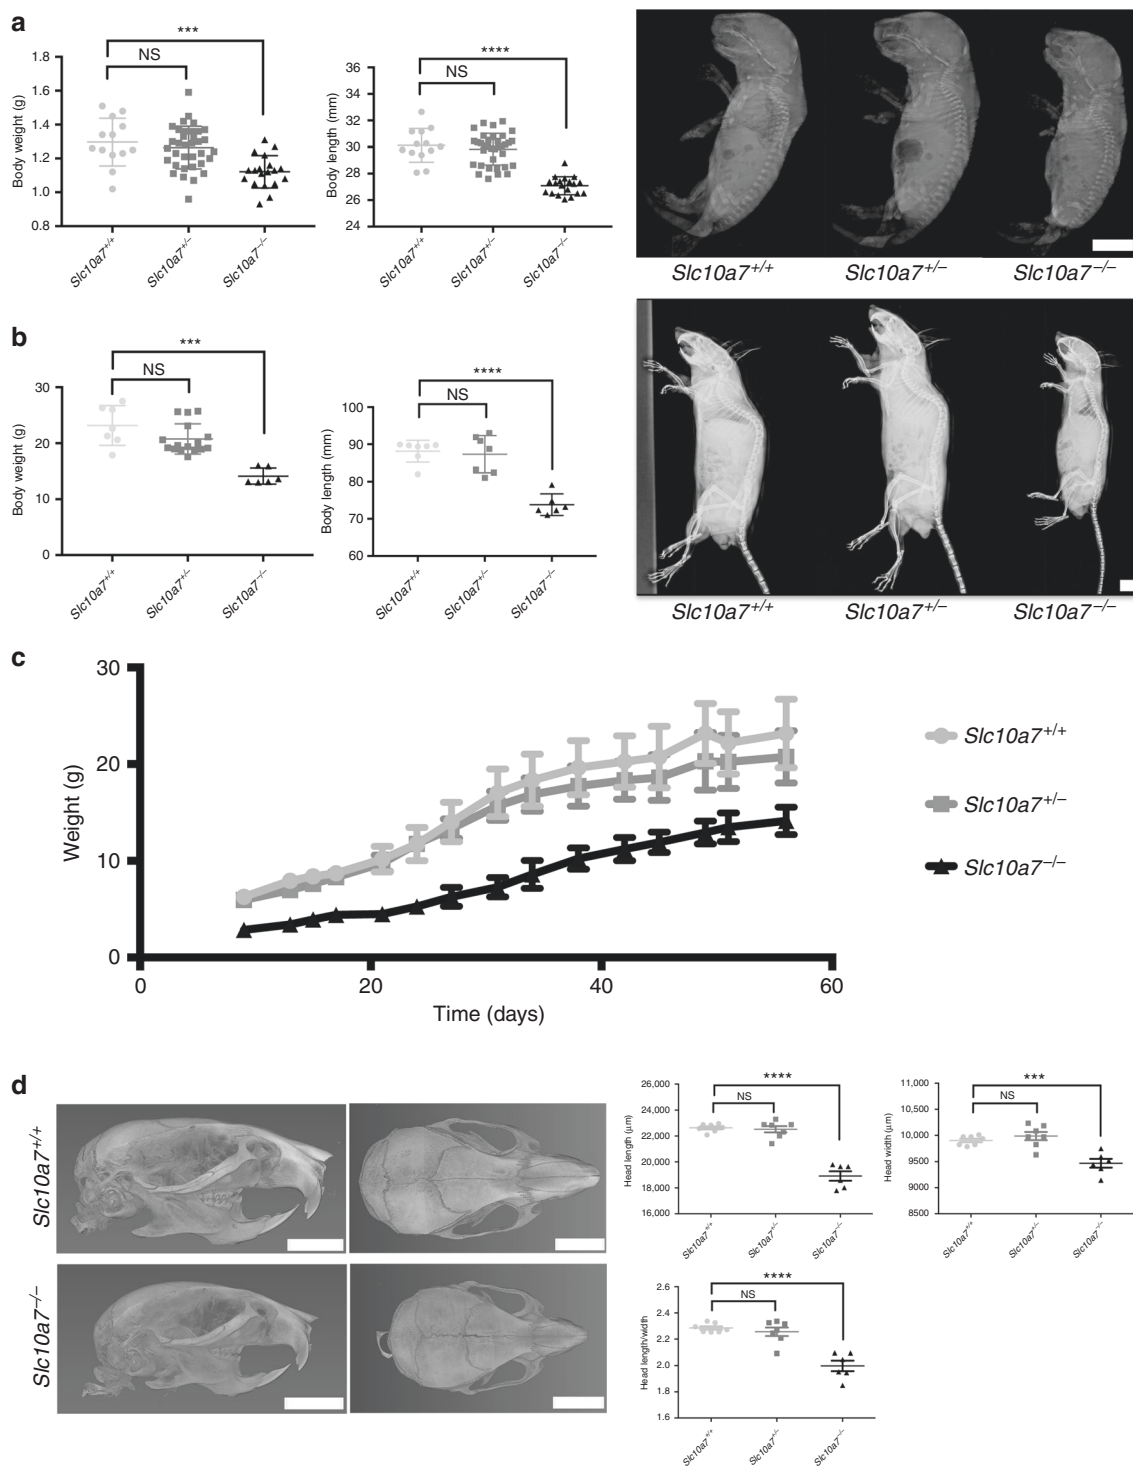 a
***
NS
1.8
1.6
1.4
1.2
1.0
0.8
Body weight (g)
Slc10a7+/+
Slc10a7+/–
Slc10a7–/–
****
NS
36
34
32
30
28
26
24
Body length (mm)
Slc10a7+/+
Slc10a7+/–
Slc10a7–/–
Slc10a7+/+
Slc10a7+/–
Slc10a7–/–
b
***
NS
30
20
10
0
Body weight (g)
Slc10a7+/+
Slc10a7+/–
Slc10a7–/–
****
NS
100
90
80
70
60
Body length (mm)
Slc10a7+/+
Slc10a7+/–
Slc10a7–/–
Slc10a7+/+
Slc10a7+/–
Slc10a7–/–
c
30
20
10
0
Weight (g)
0
20
40
60
Time (days)
Slc10a7+/+
Slc10a7+/–
Slc10a7–/–
d
Slc10a7+/+
Slc10a7–/–
****
NS
26,000
24,000
22,000
20,000
18,000
16,000
Head length (μm)
Slc10a7+/+
Slc10a7+/–
Slc10a7–/–
***
NS
11,000
10,500
10,000
9500
9000
8500
Head width (μm)
Slc10a7+/+
Slc10a7+/–
Slc10a7–/–
****
NS
2.6
2.4
2.2
2.0
1.8
1.6
Head length/width
Slc10a7+/+
Slc10a7+/–
Slc10a7–/–